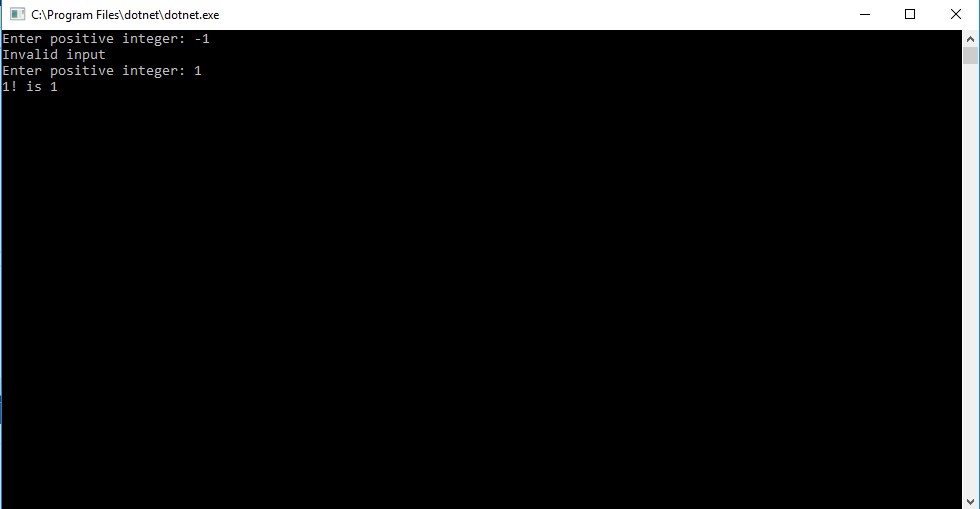 C:\Program Files\dotnet\dotnet.exe
Enter positive integer: -1
Invalid input
Enter positive integer: 1
1! is 1